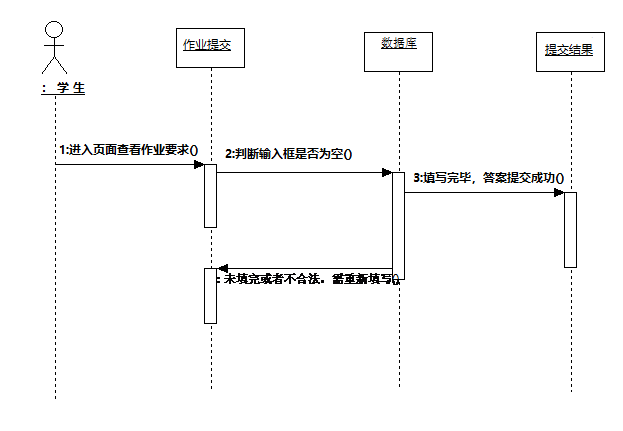 作业提交
数据库
提交结果
: 学生
1:进入页面查看作业要求()
2:判断输入框是否为空()
3:填写完毕，答案提交成功()
: 未填完或者不合法。需重新填写()